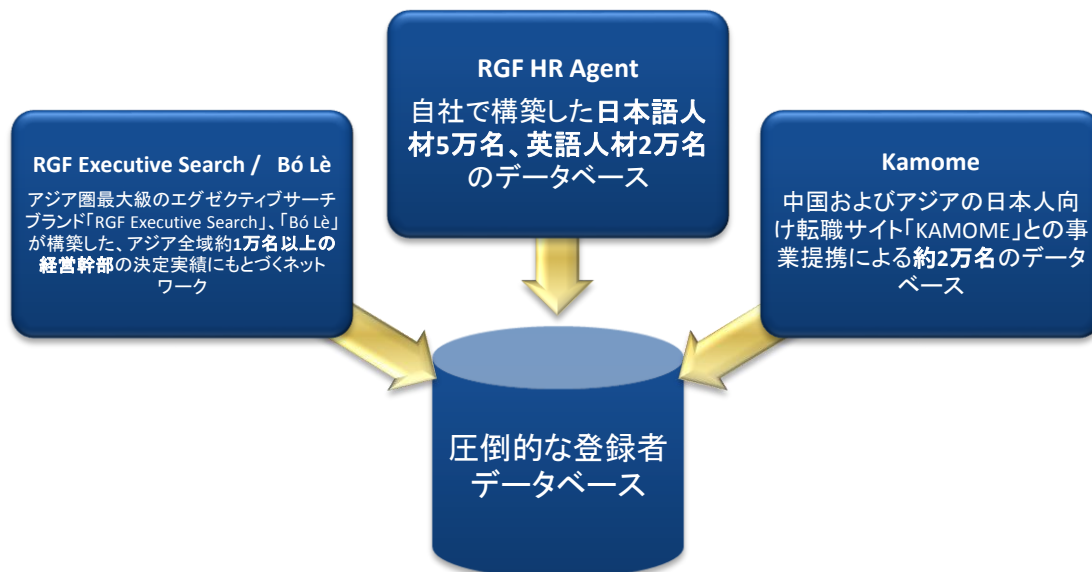 RGF Executive Search /　Bó Lè
アジア圏最大級のエグゼクティブサーチ
ブランド「RGF Executive Search」、「Bó Lè」
が構築した、アジア全域約1万名以上の
経営幹部の決定実績にもとづくネット
ワーク
RGF HR Agent
自社で構築した日本語人
材5万名、英語人材2万名
のデータベース
Kamome
中国およびアジアの日本人向
け転職サイト「KAMOME」との事
業提携による約2万名のデータ
ベース
圧倒的な登録者
データベース